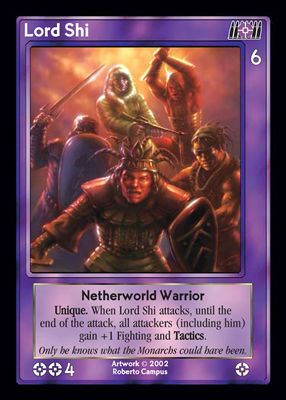 Lord Shi
6
Netherworld Warrior
Unique. When Lord Shi attacks, until the
end of the attack, all attackers (including him)
gain +1 Fighting and Tactics.
Only he knows what the Monarchs could have been.
4
Artwork © 2002
Roberto Campus